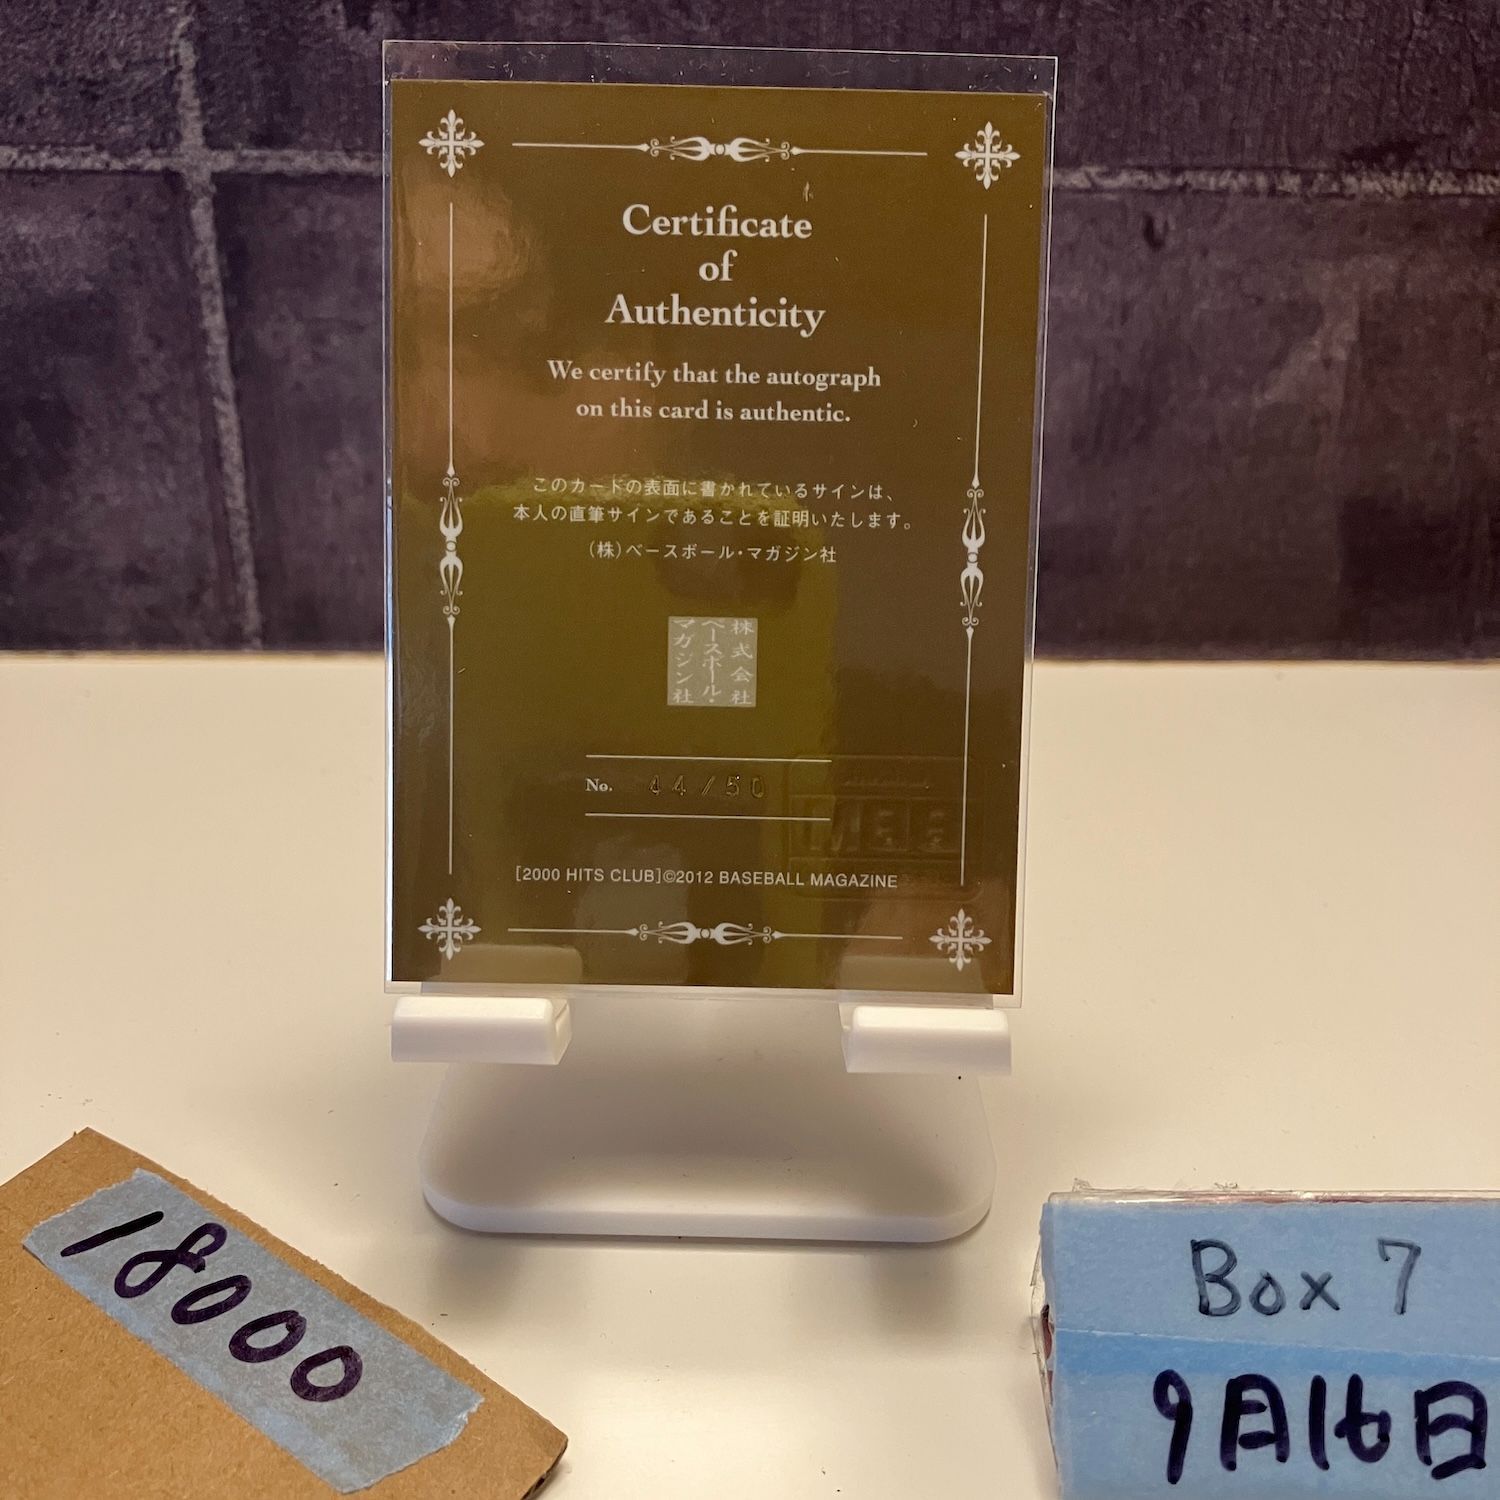 Certificate
of
Authenticity
We certify that the autograph
on this card is authentic.
このカードの表面に書かれているサインは、
本人の直筆サインであることを証明いたします。
(株)ベースボール・マガジン社
株式会社
ベースボール・
マガジン社
No. 44/50
[2000 HITS CLUB]©2012 BASEBALL MAGAZINE
18000
Box 7
9月16日